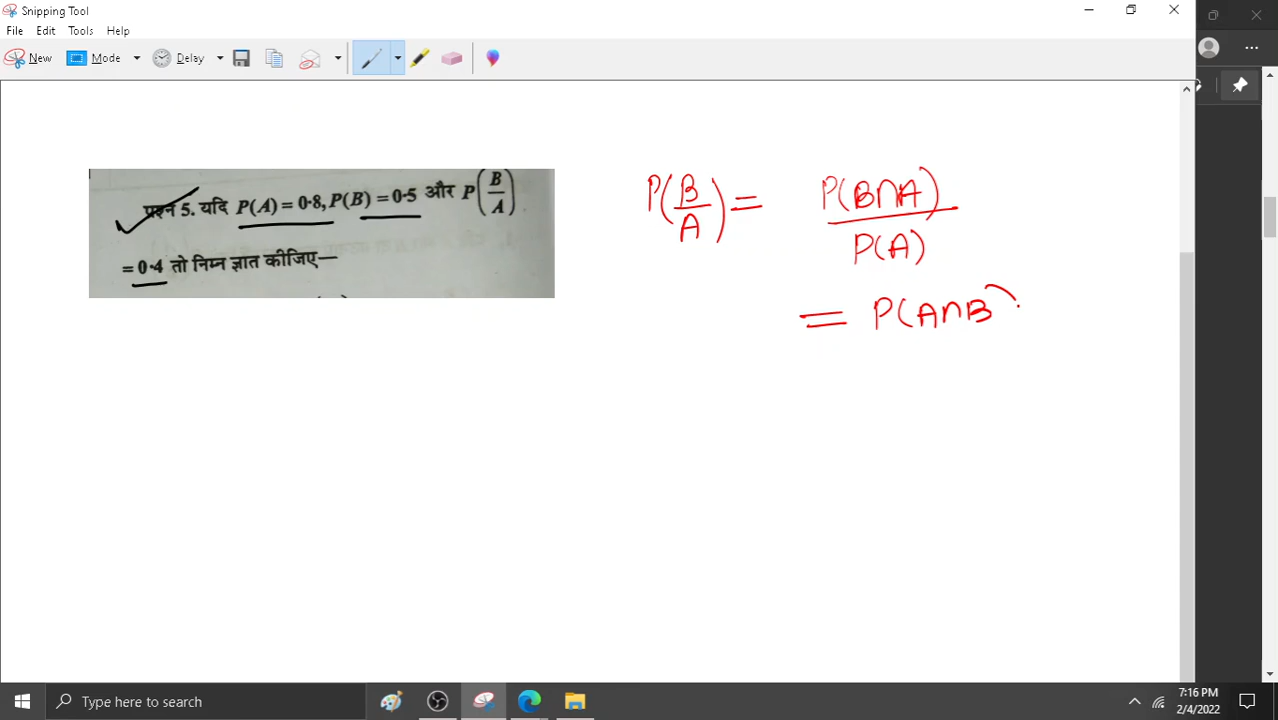 Snipping Tool
File Edit Tools Help
New Mode Delay
प्रश्न 5. यदि P(A) = 0·8, P(B) = 0·5 और P(B/A)
= 0·4 तो निम्न ज्ञात कीजिए—
P(B/A) = P(B∩A)/P(A)
= P(A∩B)
Type here to search
7:16 PM
2/4/2022